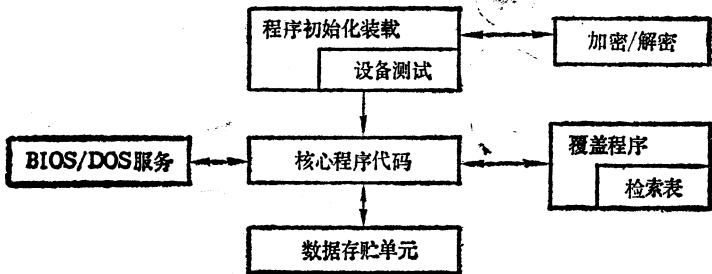 程序初始化装载
加密/解密
设备测试
BIOS/DOS服务
核心程序代码
覆盖程序
检索表
数据存贮单元